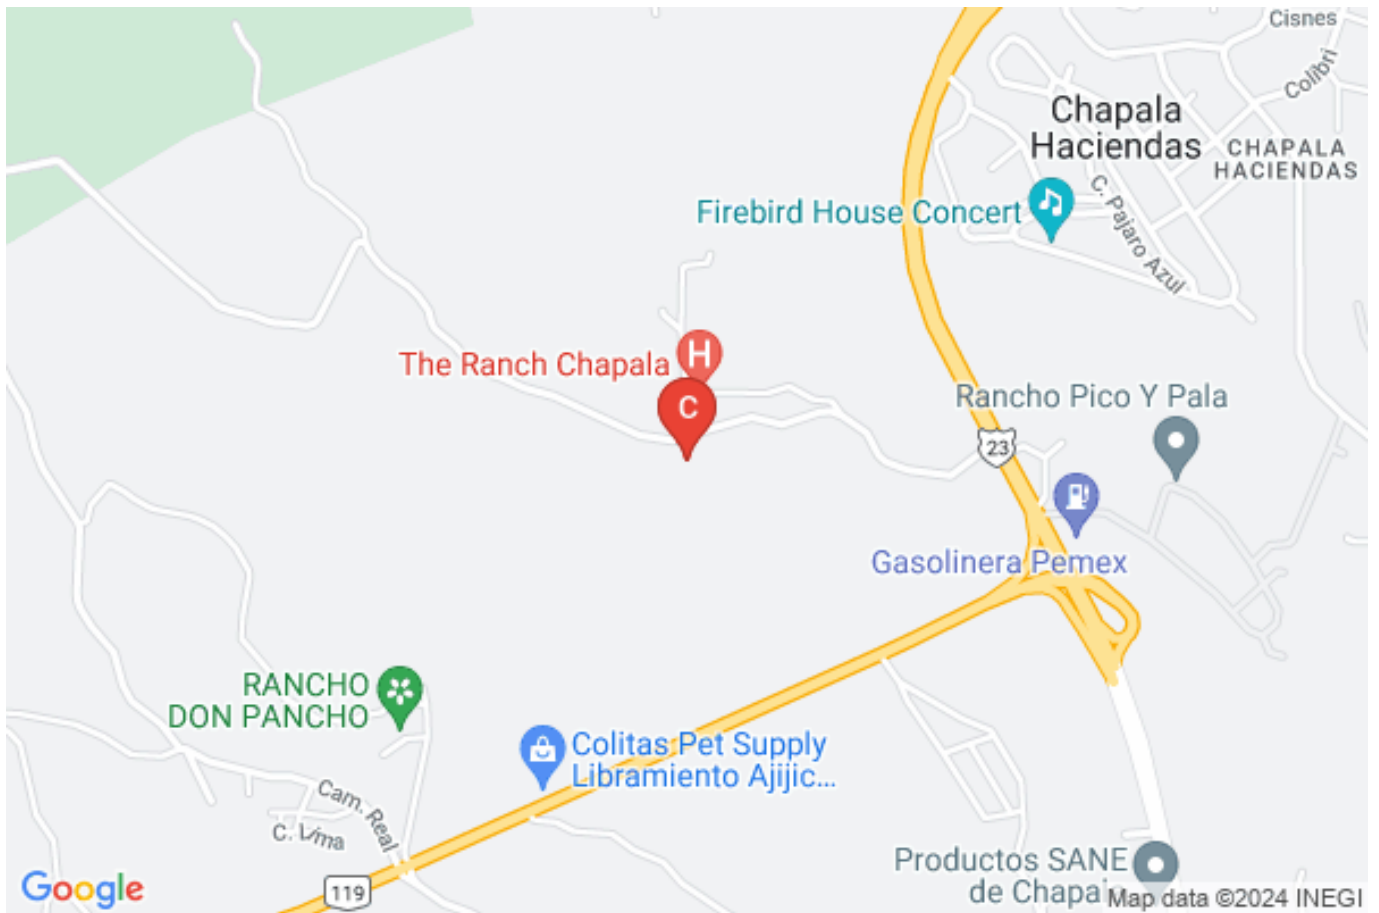 Cisnes
Colibri
Chapala
Haciendas
CHAPALA
HACIENDAS
C. Pajaro Azul
Firebird House Concert
H
The Ranch Chapala
C
Rancho Pico Y Pala
23
Gasolinera Pemex
RANCHO
DON PANCHO
Colitas Pet Supply
Libramiento Ajijic...
Cam. Real
C. Vima
Productos SANE
de Chapala
119
Google
Map data ©2024 INEGI